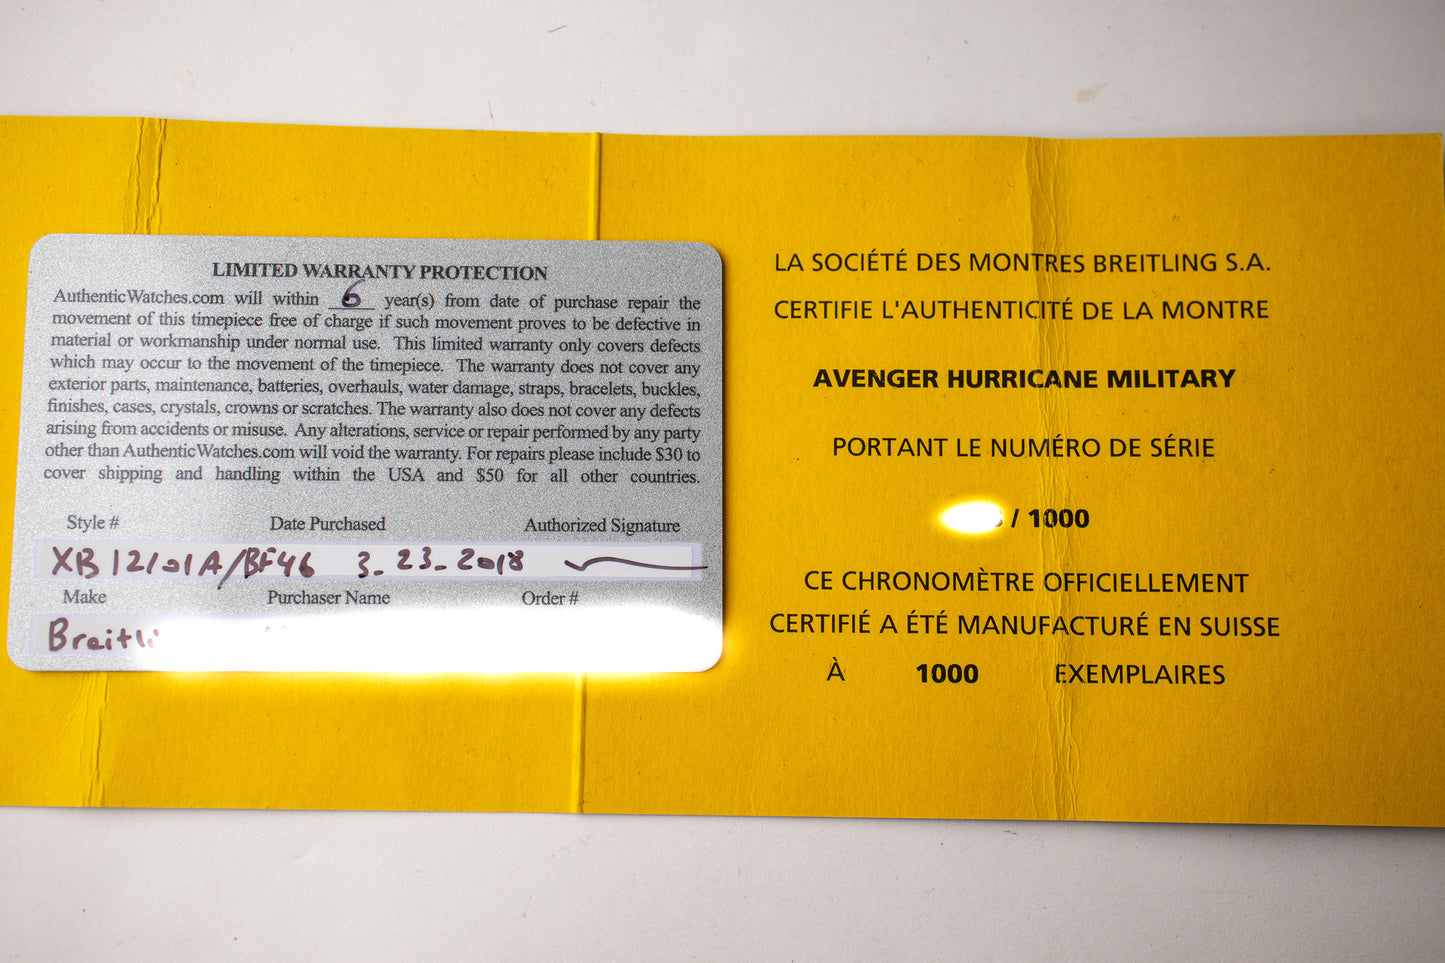 LIMITED WARRANTY PROTECTION
AuthenticWatches.com will within 6 year(s) from date of purchase repair the
movement of this timepiece free of charge if such movement proves to be defective in
material or workmanship under normal use. This limited warranty only covers defects
which may occur to the movement of the timepiece. The warranty does not cover any
exterior parts, maintenance, batteries, overhauls, water damage, straps, bracelets, buckles,
finishes, cases, crystals, crowns or scratches. The warranty also does not cover any defects
arising from accidents or misuse. Any alterations, service or repair performed by any party
other than AuthenticWatches.com will void the warranty. For repairs please include $30 to
cover shipping and handling within the USA and $50 for all other countries.
Style # Date Purchased Authorized Signature
XB12101A/BF46 3-23-2018
Make Purchaser Name Order #
LA SOCIÉTÉ DES MONTRES BREITLING S.A.
CERTIFIE L'AUTHENTICITÉ DE LA MONTRE
AVENGER HURRICANE MILITARY
PORTANT LE NUMÉRO DE SÉRIE
/ 1000
CE CHRONOMÈTRE OFFICIELLEMENT
CERTIFIÉ A ÉTÉ MANUFACTURÉ EN SUISSE
À 1000 EXEMPLAIRES